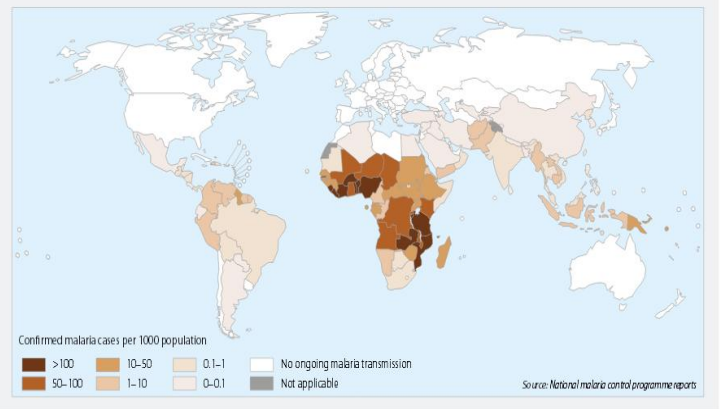 Confirmed malaria cases per 1000 population
>100 10–50 0.1–1 No ongoing malaria transmission
50–100 1–10 0–0.1 Not applicable
Source: National malaria control programme reports